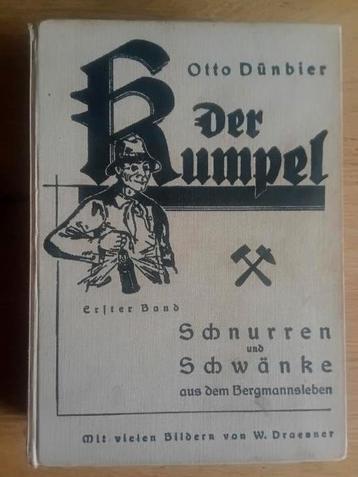 Otto Dünbier
Der
Kumpel
Erster Band
Schnurren
und
Schwänke
aus dem Bergmannsleben
Mit vielen Bildern von W. Draesner